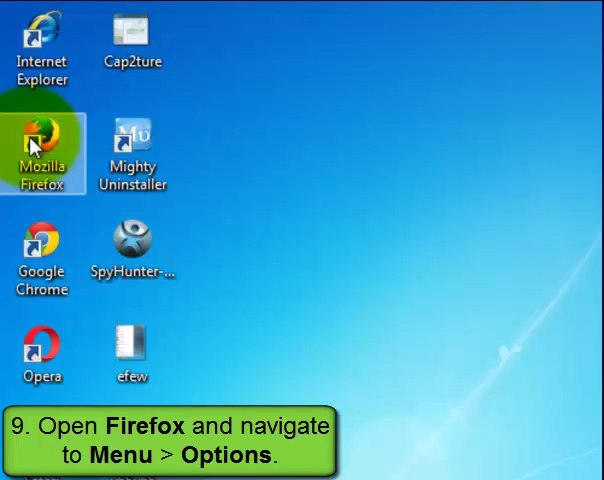 Internet
Explorer
Cap2ture
Mozilla
Firefox
Mu
Mighty
Uninstaller
Google
Chrome
SpyHunter-...
Opera
efew
9. Open Firefox and navigate
to Menu > Options.